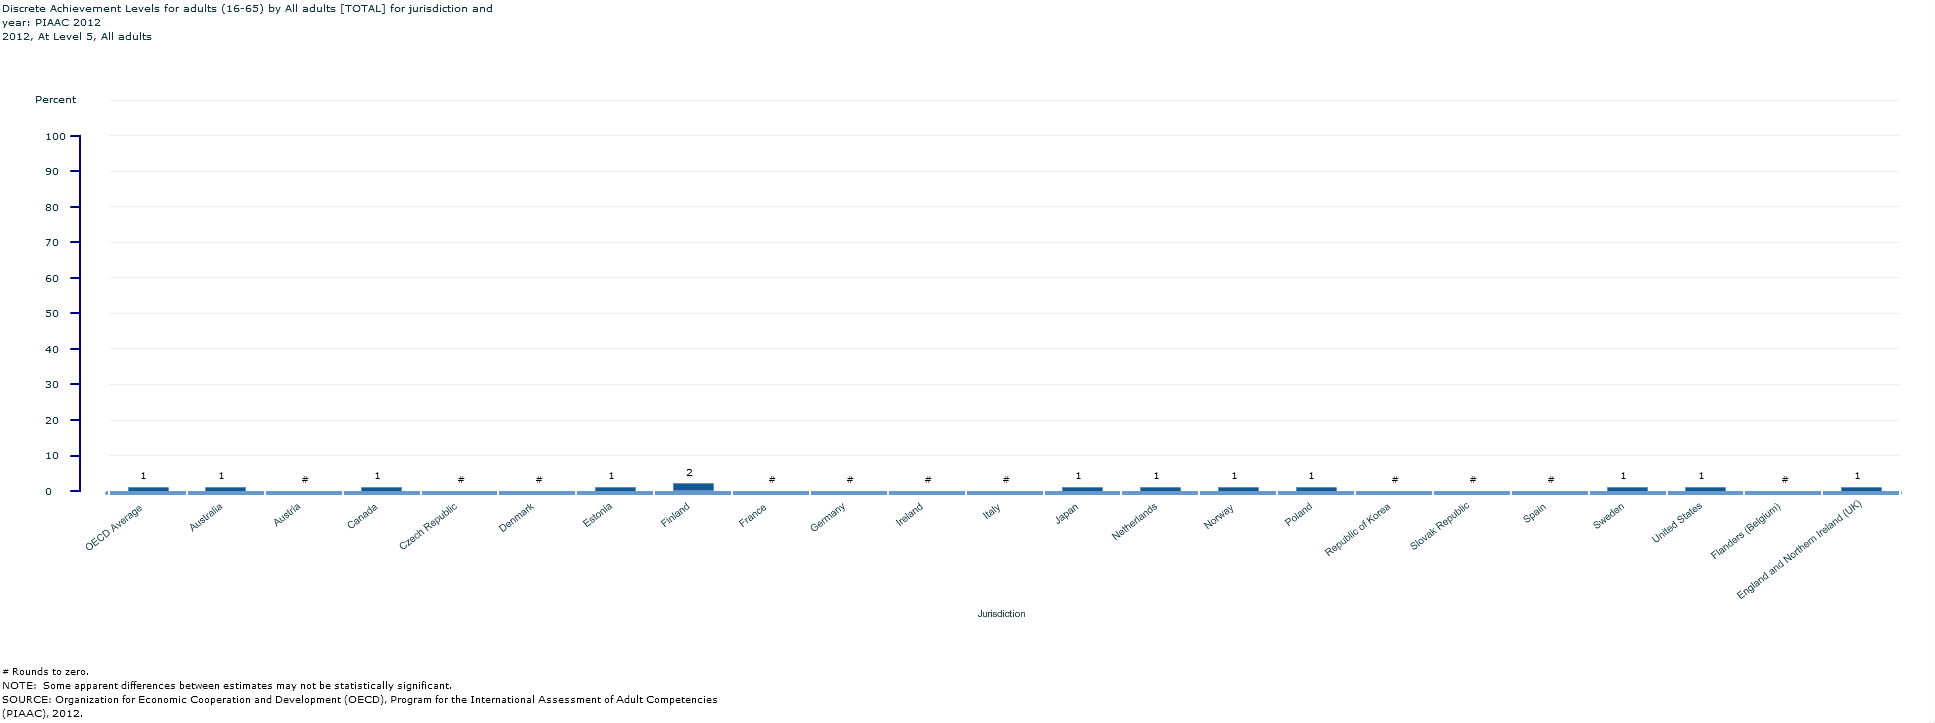 Discrete Achievement Levels for adults (16-65) by All adults [TOTAL] for jurisdiction and
year: PIAAC 2012
2012, At Level 5, All adults
Percent
100
90
80
70
60
50
40
30
20
10
0
1 1 # 1 # # 1 2 # # # # 1 1 1 1 # # # 1 1 # 1
OECD Average
Australia
Austria
Canada
Czech Republic
Denmark
Estonia
Finland
France
Germany
Ireland
Italy
Japan
Netherlands
Norway
Poland
Republic of Korea
Slovak Republic
Spain
Sweden
United States
Flanders (Belgium)
England and Northern Ireland (UK)
Jurisdiction
# Rounds to zero.
NOTE: Some apparent differences between estimates may not be statistically significant.
SOURCE: Organization for Economic Cooperation and Development (OECD), Program for the International Assessment of Adult Competencies
(PIAAC), 2012.